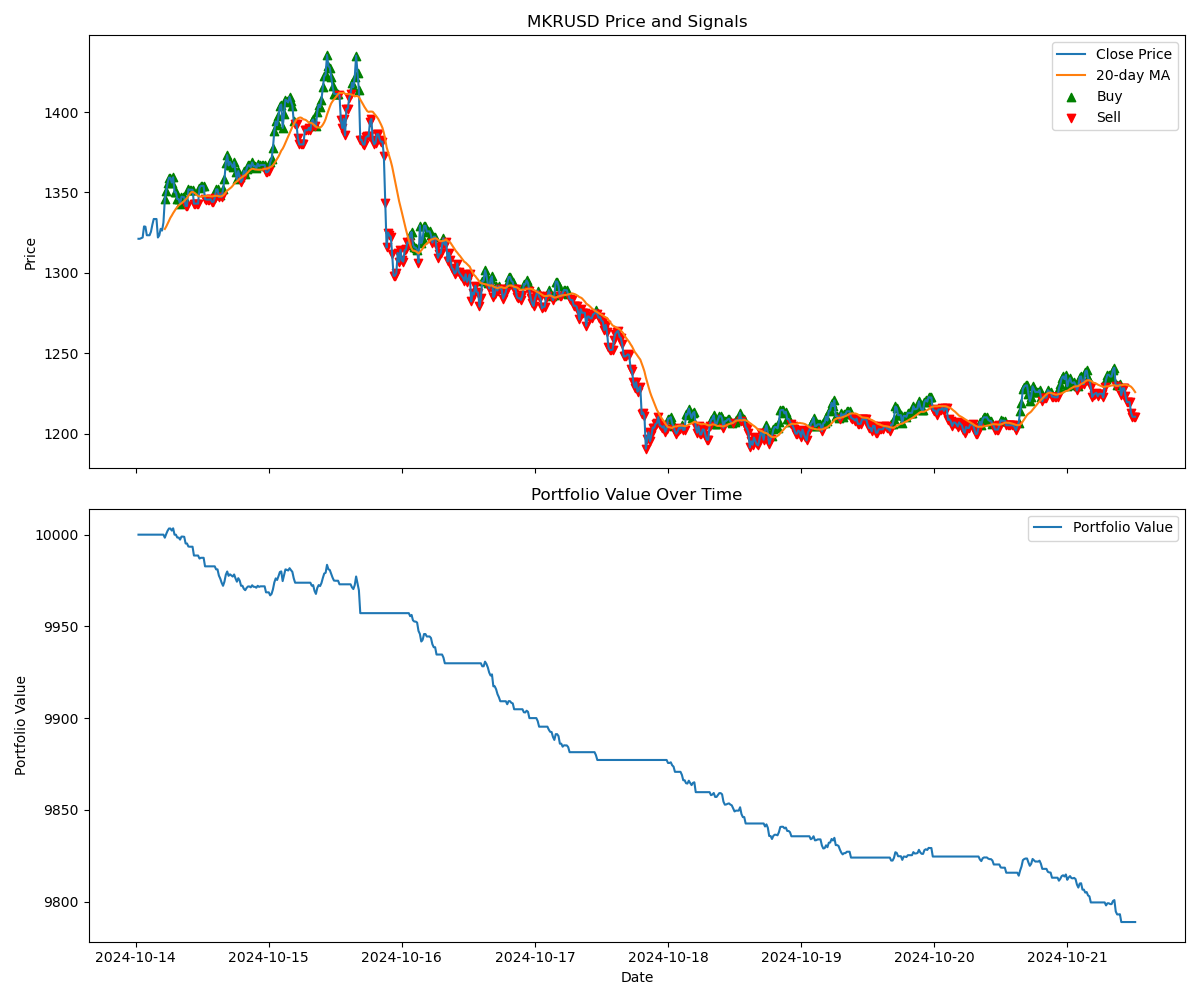 MKRUSD Price and Signals
Close Price
20-day MA
Buy
Sell
Price
1400
1350
1300
1250
1200
Portfolio Value Over Time
Portfolio Value
Portfolio Value
10000
9950
9900
9850
9800
2024-10-14
2024-10-15
2024-10-16
2024-10-17
2024-10-18
2024-10-19
2024-10-20
2024-10-21
Date